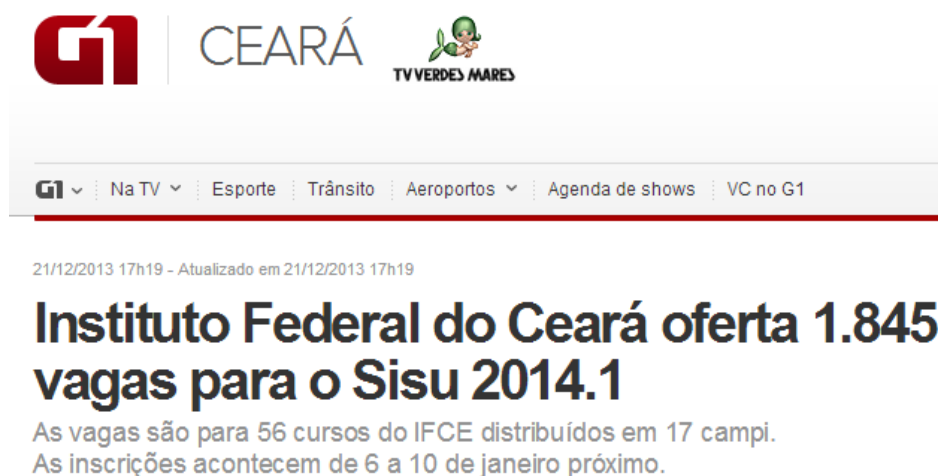 G1 CEARÁ TV VERDES MARES
G1 Na TV Esporte Trânsito Aeroportos Agenda de shows VC no G1
21/12/2013 17h19 - Atualizado em 21/12/2013 17h19
Instituto Federal do Ceará oferta 1.845
vagas para o Sisu 2014.1
As vagas são para 56 cursos do IFCE distribuídos em 17 campi.
As inscrições acontecem de 6 a 10 de janeiro próximo.